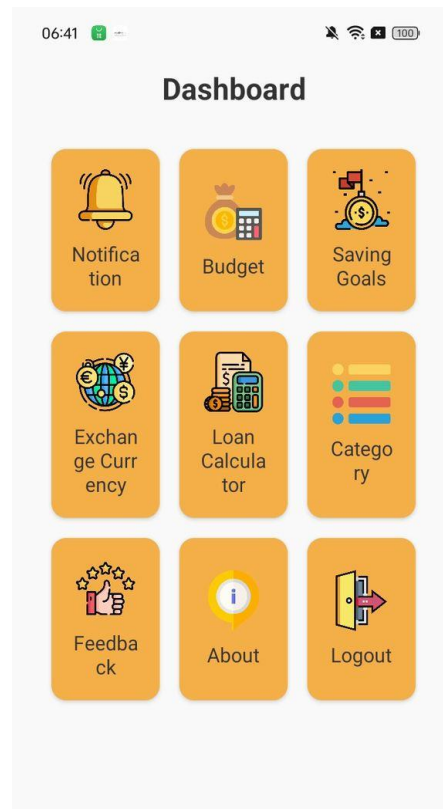 06:41
100
Dashboard
Notifica
tion
Budget
Saving
Goals
Exchan
ge Curr
ency
Loan
Calcula
tor
Catego
ry
Feedba
ck
About
Logout